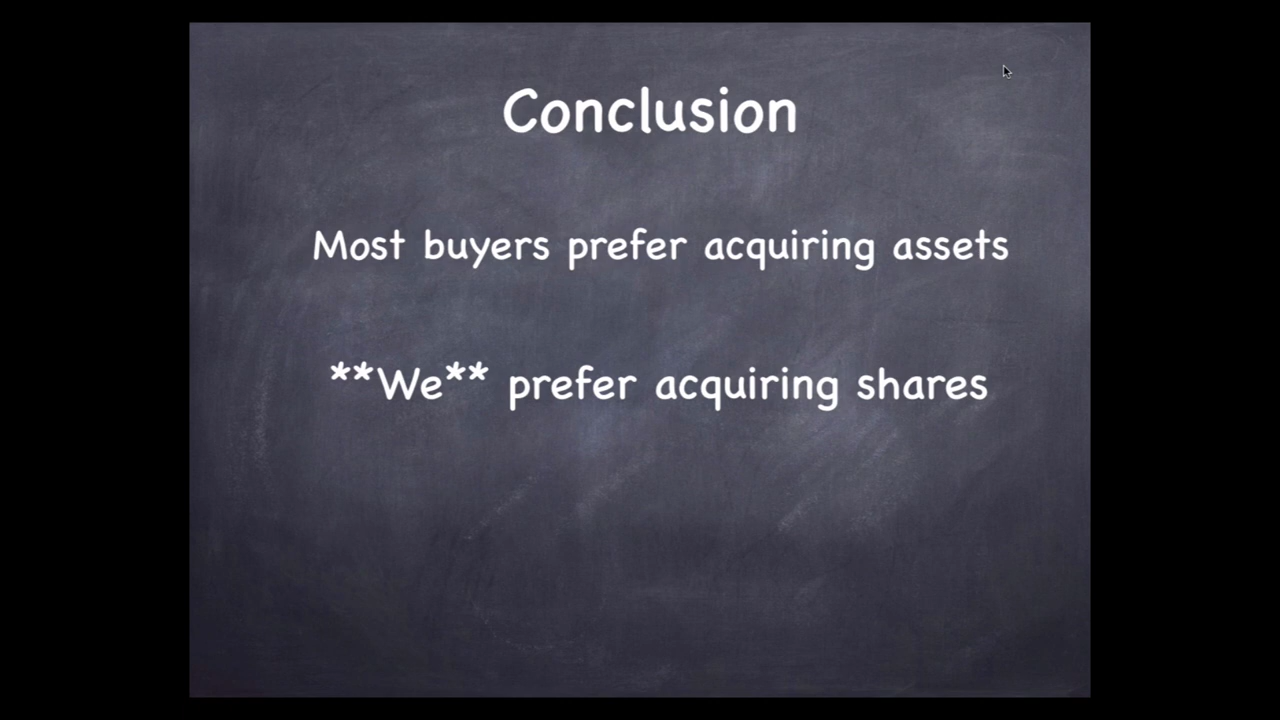 Conclusion
Most buyers prefer acquiring assets
**We** prefer acquiring shares